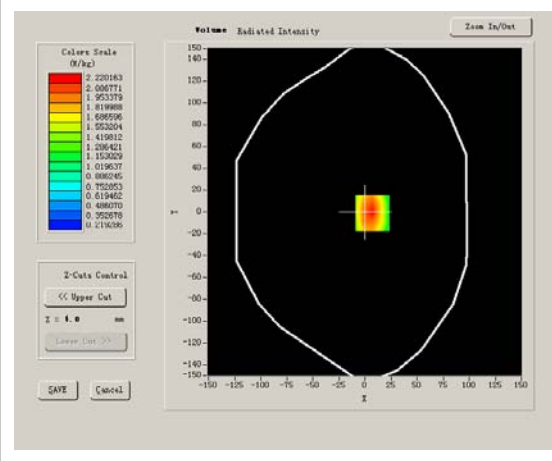 Volume Radiated Intensity
Zoom In/Out
Colors Scale
(W/kg)
2.220163
2.086771
1.953379
1.819988
1.686596
1.553204
1.419812
1.286421
1.153029
1.019637
0.886245
0.752853
0.619462
0.486070
0.352678
0.219286
Z-Cuts Control
<< Upper Cut
Z = 4.0 mm
Lower Cut >>
SAVE
Cancel
150
140
120
100
80
60
40
20
0
-20
-40
-60
-80
-100
-120
-140
-150
Y
-150 -125 -100 -75 -50 -25 0 25 50 75 100 125 150
X